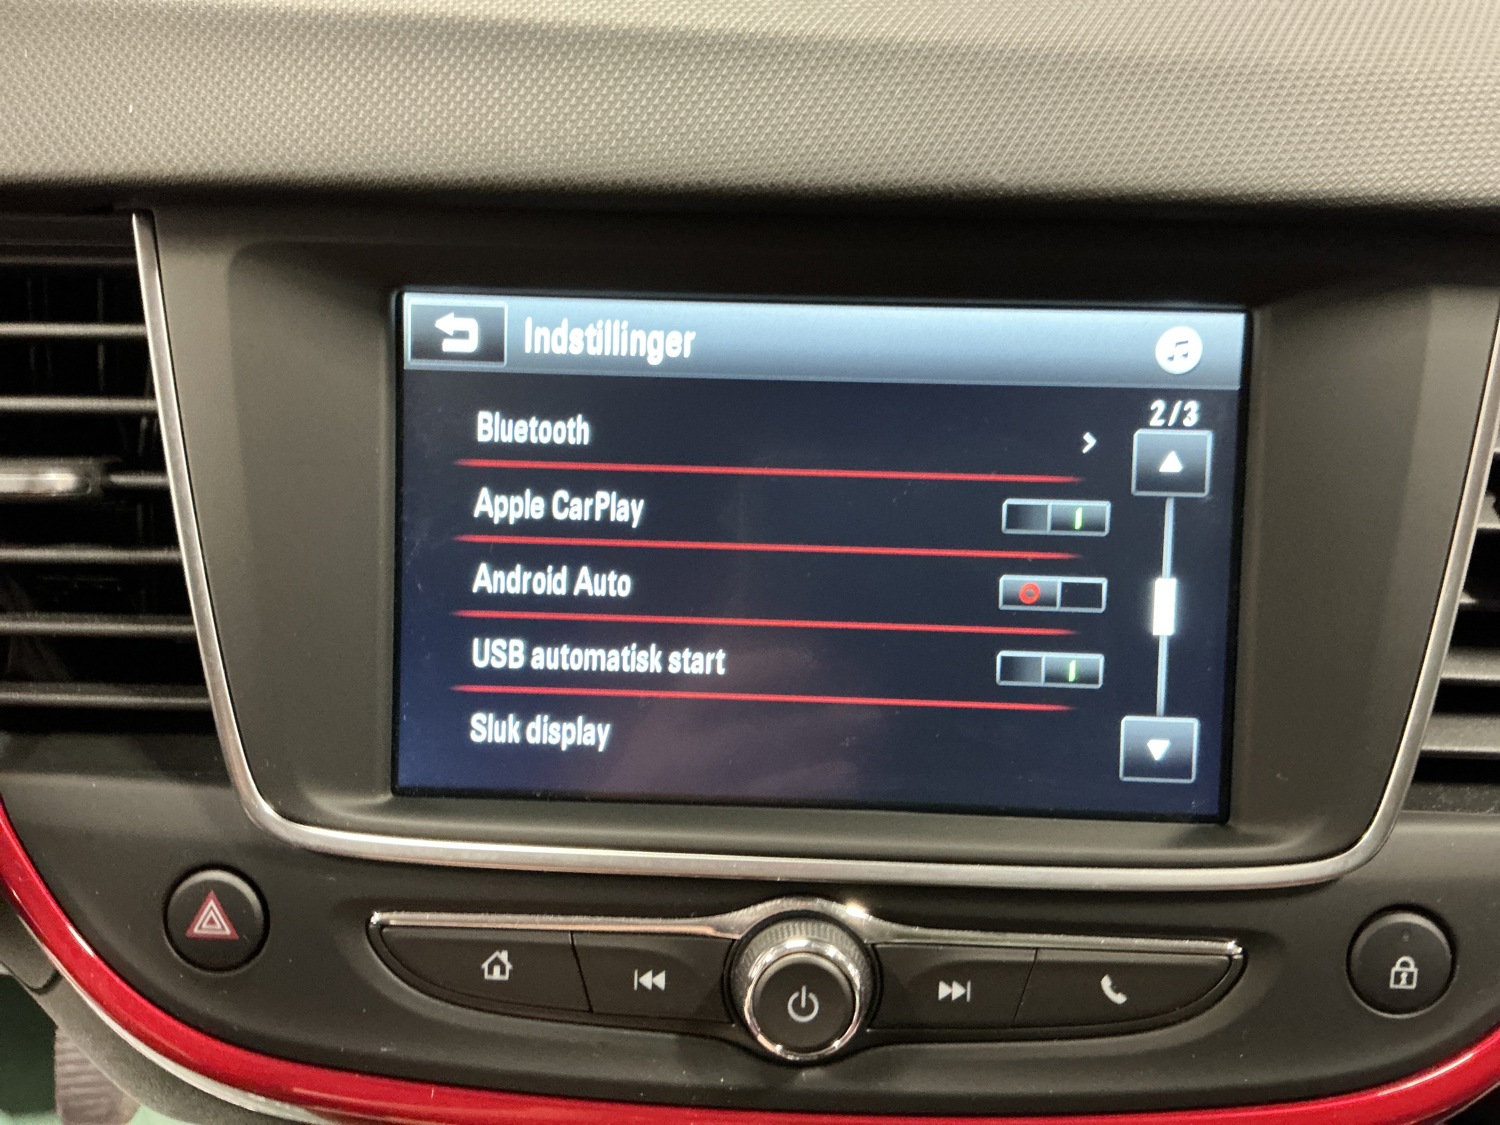 Indstillinger
2/3
Bluetooth
Apple CarPlay
Android Auto
USB automatisk start
Sluk display